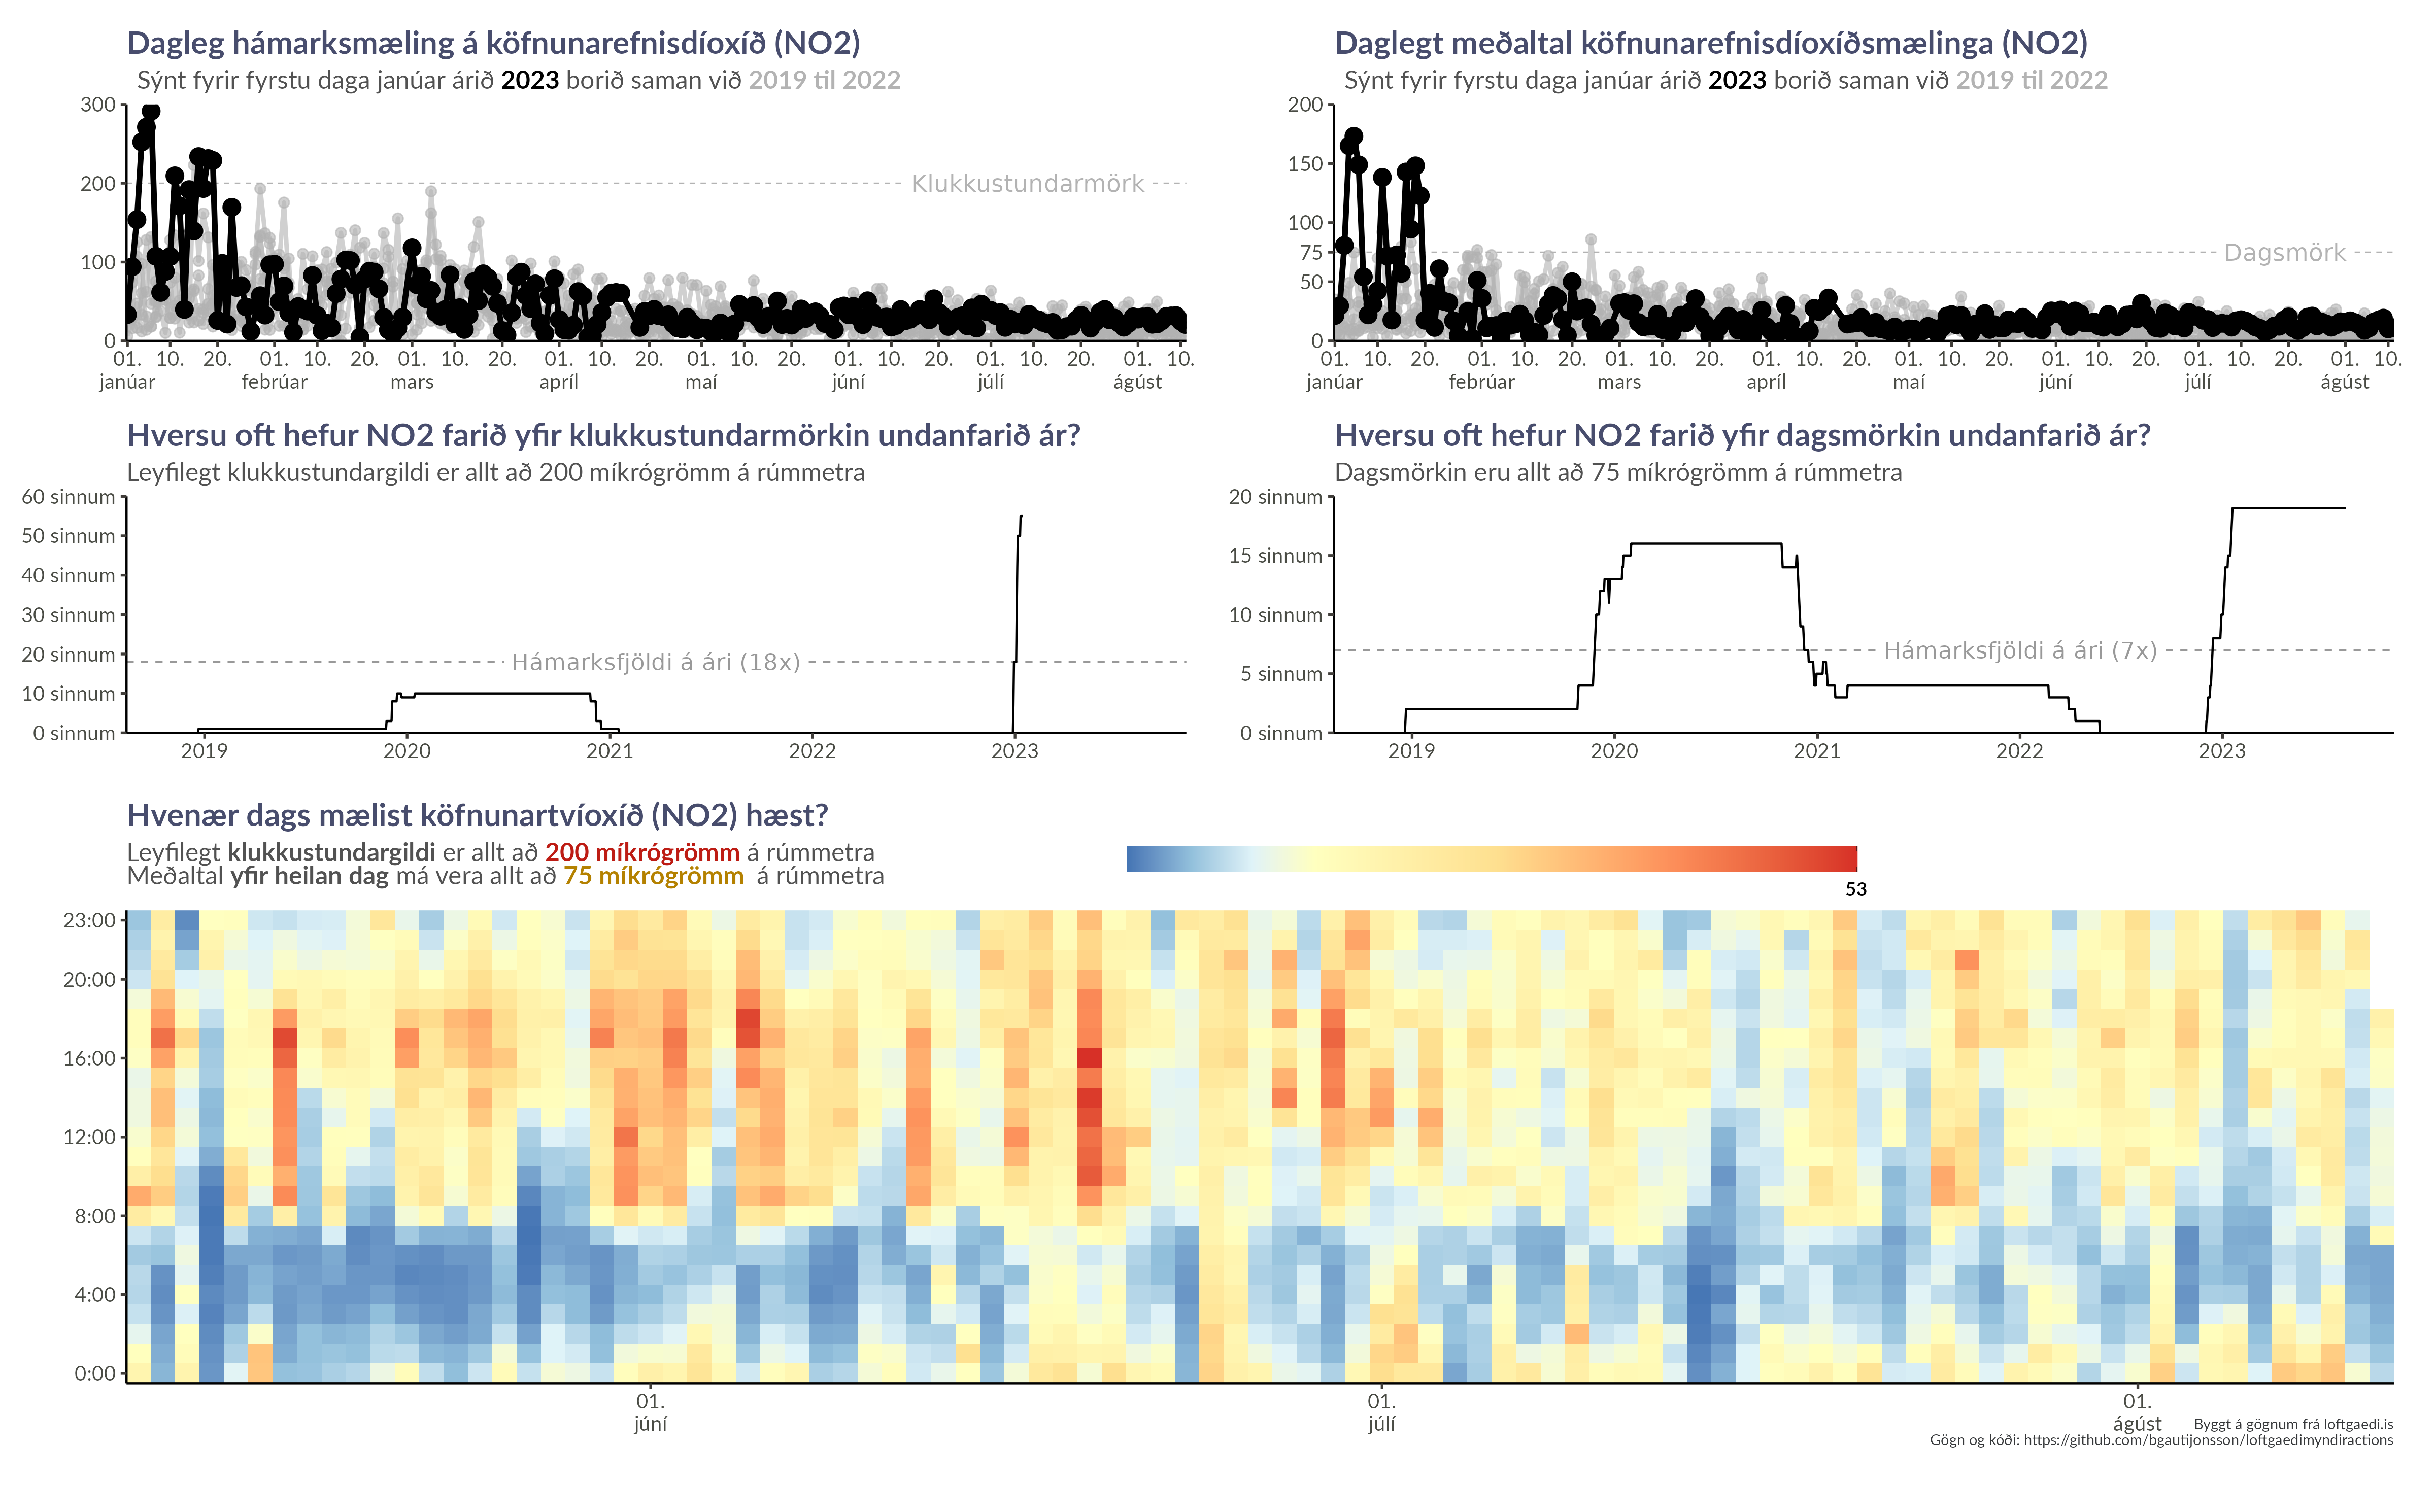 Dagleg hámarksmæling á köfnunarefnisdíoxíð (NO2)
Sýnt fyrir fyrstu daga janúar árið 2023 borið saman við 2019 til 2022
300
200
100
0
Klukkustundarmörk
01. 10. 20. 01. 10. 20. 01. 10. 20. 01. 10. 20. 01. 10. 20. 01. 10. 20. 01. 10. 20. 01. 10.
janúar febrúar mars apríl maí júní júlí ágúst
Daglegt meðaltal köfnunarefnisdíoxíðsmælinga (NO2)
Sýnt fyrir fyrstu daga janúar árið 2023 borið saman við 2019 til 2022
200
150
100
75
50
0
Dagsmörk
01. 10. 20. 01. 10. 20. 01. 10. 20. 01. 10. 20. 01. 10. 20. 01. 10. 20. 01. 10. 20. 01. 10.
janúar febrúar mars apríl maí júní júlí ágúst
Hversu oft hefur NO2 farið yfir klukkustundarmörkin undanfarið ár?
Leyfilegt klukkustundargildi er allt að 200 míkrógrömm á rúmmetra
60 sinnum
50 sinnum
40 sinnum
30 sinnum
20 sinnum
10 sinnum
0 sinnum
Hámarksfjöldi á ári (18x)
2019 2020 2021 2022 2023
Hversu oft hefur NO2 farið yfir dagsmörkin undanfarið ár?
Dagsmörkin eru allt að 75 míkrógrömm á rúmmetra
20 sinnum
15 sinnum
10 sinnum
5 sinnum
0 sinnum
Hámarksfjöldi á ári (7x)
2019 2020 2021 2022 2023
Hvenær dags mælist köfnunartvíoxíð (NO2) hæst?
Leyfilegt klukkustundargildi er allt að 200 míkrógrömm á rúmmetra
Meðaltal yfir heilan dag má vera allt að 75 míkrógrömm á rúmmetra
53
23:00
20:00
16:00
12:00
8:00
4:00
0:00
01. 01. 01.
júní júlí ágúst
Byggt á gögnum frá loftgaedi.is
Gögn og kóði: https://github.com/bgautijonsson/loftgaedimyndiractions